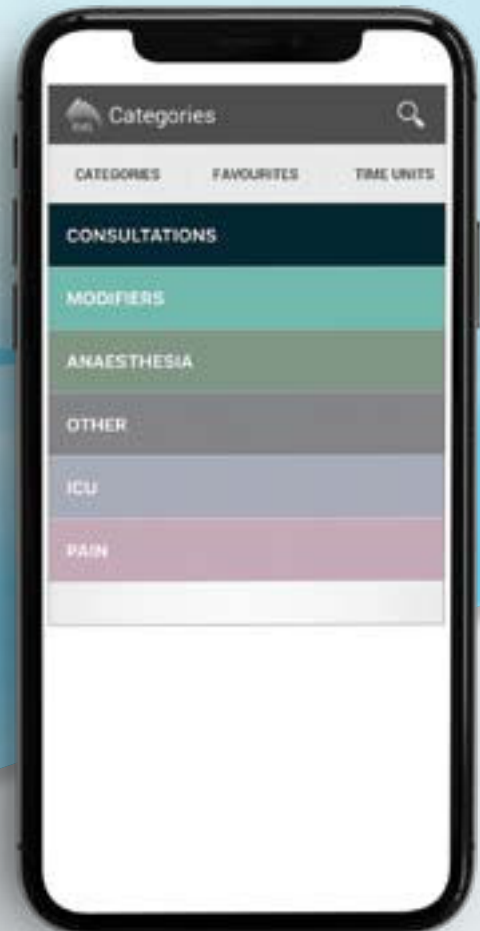 Categories
CATEGORIES FAVOURITES TIME UNITS
CONSULTATIONS
MODIFIERS
ANAESTHESIA
OTHER
ICU
PAIN